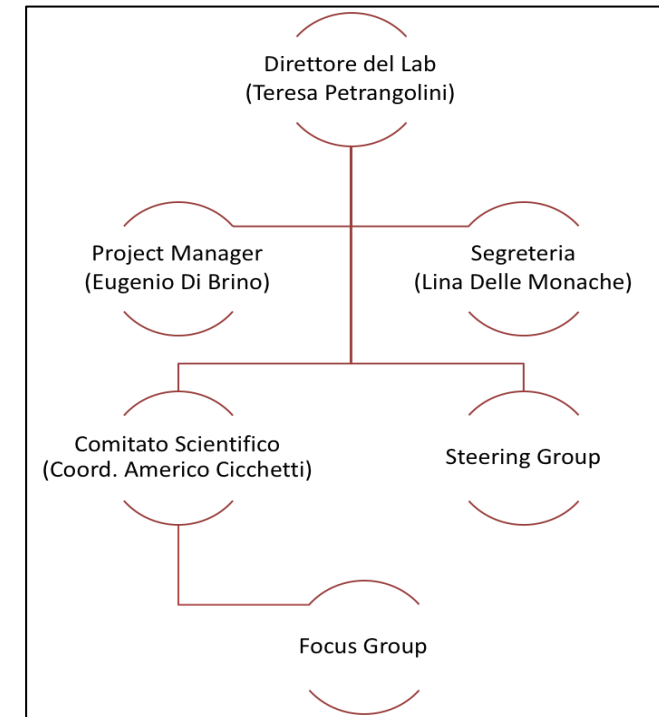 Direttore del Lab
(Teresa Petrangolini)
Project Manager
(Eugenio Di Brino)
Segreteria
(Lina Delle Monache)
Comitato Scientifico
(Coord. Americo Cicchetti)
Steering Group
Focus Group